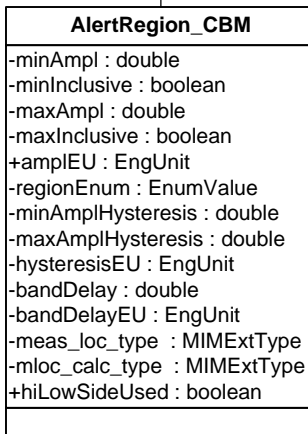 AlertRegion_CBM
-minAmpl : double
-minInclusive : boolean
-maxAmpl : double
-maxInclusive : boolean
+amplEU : EngUnit
-regionEnum : EnumValue
-minAmplHysteresis : double
-maxAmplHysteresis : double
-hysteresisEU : EngUnit
-bandDelay : double
-bandDelayEU : EngUnit
-meas_loc_type : MIMExtType
-mloc_calc_type : MIMExtType
+hiLowSideUsed : boolean